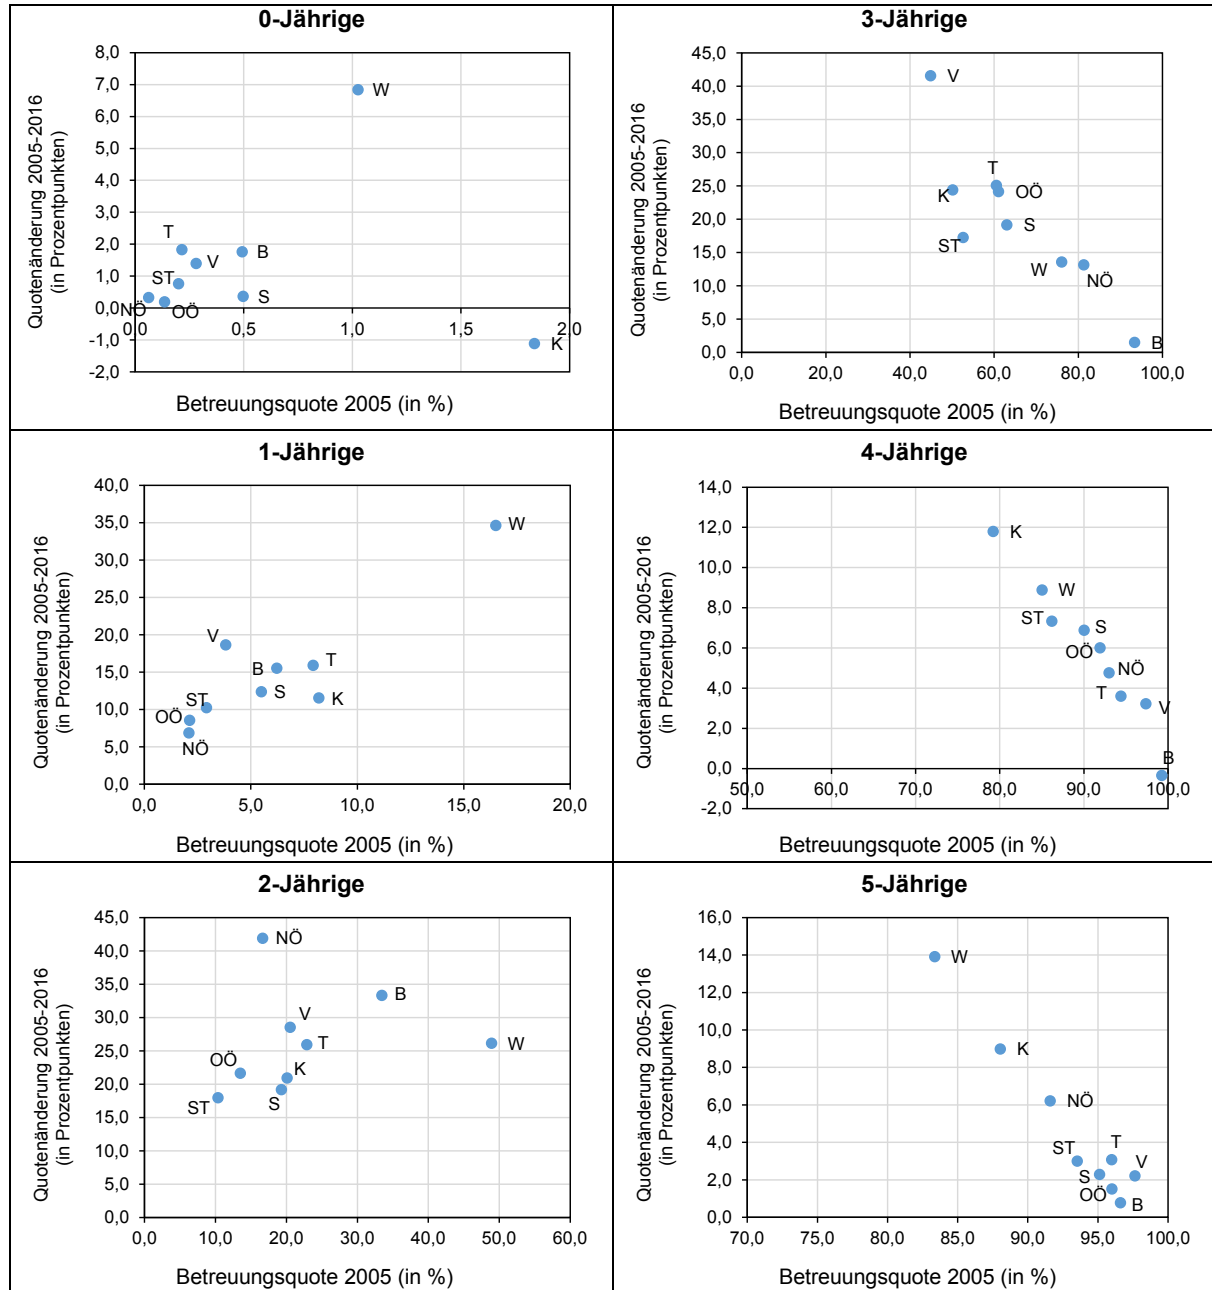 0-Jährige
8,0
7,0
6,0
5,0
4,0
3,0
2,0
1,0
0,0
-1,0
-2,0
Quotenänderung 2005-2016
(in Prozentpunkten)
W
T
B
V
ST
S
NÖ
OÖ
K
0,0
0,5
1,0
1,5
2,0
Betreuungsquote 2005 (in %)
3-Jährige
45,0
40,0
35,0
30,0
25,0
20,0
15,0
10,0
5,0
0,0
Quotenänderung 2005-2016
(in Prozentpunkten)
V
T
K
OÖ
S
ST
W
NÖ
B
0,0
20,0
40,0
60,0
80,0
100,0
Betreuungsquote 2005 (in %)
1-Jährige
40,0
35,0
30,0
25,0
20,0
15,0
10,0
5,0
0,0
Quotenänderung 2005-2016
(in Prozentpunkten)
W
V
B
T
S
K
ST
OÖ
NÖ
0,0
5,0
10,0
15,0
20,0
Betreuungsquote 2005 (in %)
4-Jährige
14,0
12,0
10,0
8,0
6,0
4,0
2,0
0,0
-2,0
Quotenänderung 2005-2016
(in Prozentpunkten)
K
W
ST
S
OÖ
NÖ
T
V
B
50,0
60,0
70,0
80,0
90,0
100,0
Betreuungsquote 2005 (in %)
2-Jährige
45,0
40,0
35,0
30,0
25,0
20,0
15,0
10,0
5,0
0,0
Quotenänderung 2005-2016
(in Prozentpunkten)
NÖ
B
V
T
W
OÖ
K
S
ST
0,0
10,0
20,0
30,0
40,0
50,0
60,0
Betreuungsquote 2005 (in %)
5-Jährige
16,0
14,0
12,0
10,0
8,0
6,0
4,0
2,0
0,0
Quotenänderung 2005-2016
(in Prozentpunkten)
W
K
NÖ
ST
T
S
V
OÖ
B
70,0
75,0
80,0
85,0
90,0
95,0
100,0
Betreuungsquote 2005 (in %)